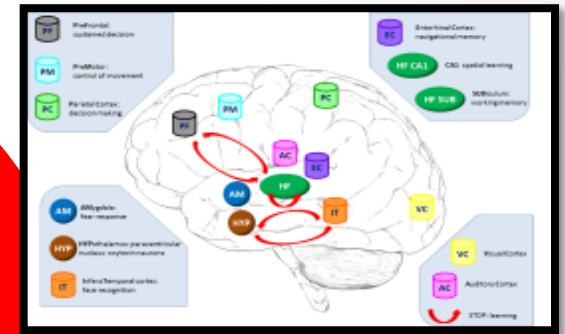 PF
PreFrontal:
sustained decision
PM
PreMotor:
control of movement
PC
Parietal Cortex:
decision making
EC
Entorhinal Cortex:
navigational memory
HF CA1
CA1: spatial learning
HF SUB
SUBiculum:
working memory
PF
PM
PC
AC
EC
HF
AM
HYP
IT
VC
AM
AMygdala:
fear response
HYP
HYPothalamus: paraventricular
nucleus: oxytocin neurons
IT
InferoTemporal cortex:
face recognition
VC
Visual Cortex
AC
Auditory Cortex
STDP: learning